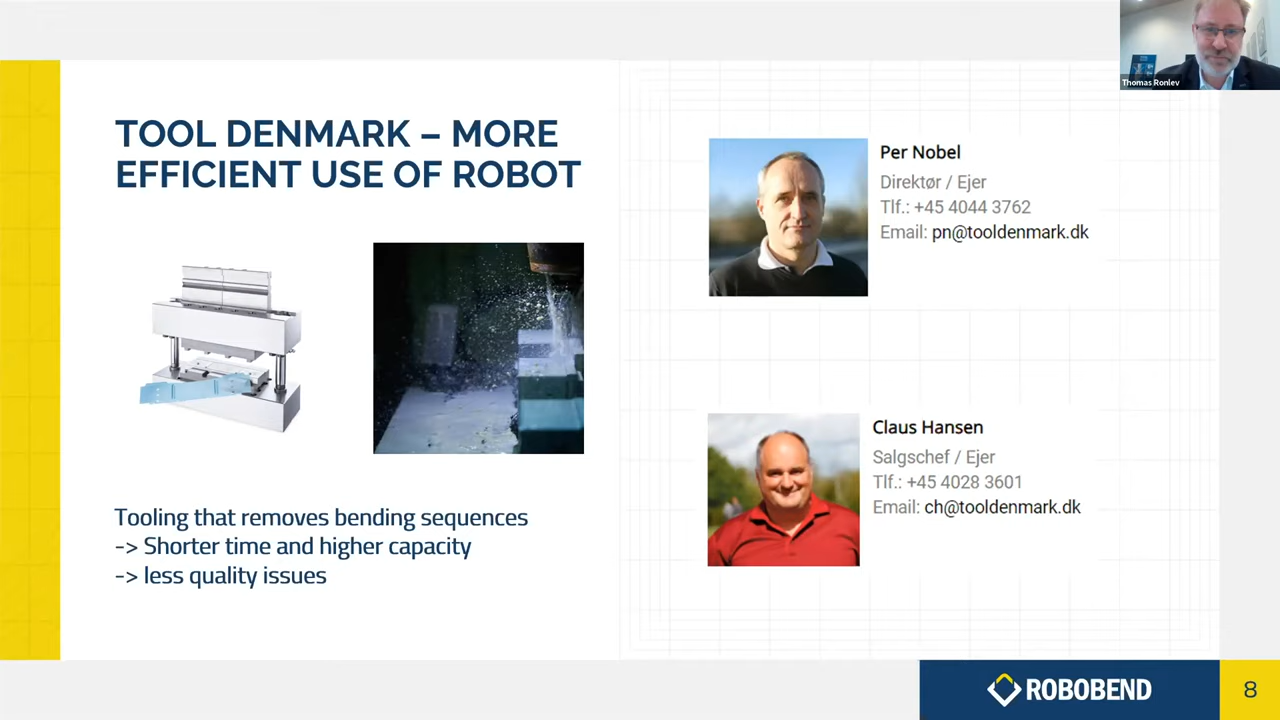 Thomas Ronlev
TOOL DENMARK – MORE
EFFICIENT USE OF ROBOT
Tooling that removes bending sequences
-> Shorter time and higher capacity
-> less quality issues
Per Nobel
Direktør / Ejer
Tlf.: +45 4044 3762
Email: pn@tooldenmark.dk
Claus Hansen
Salgschef / Ejer
Tlf.: +45 4028 3601
Email: ch@tooldenmark.dk
ROBOBEND
8